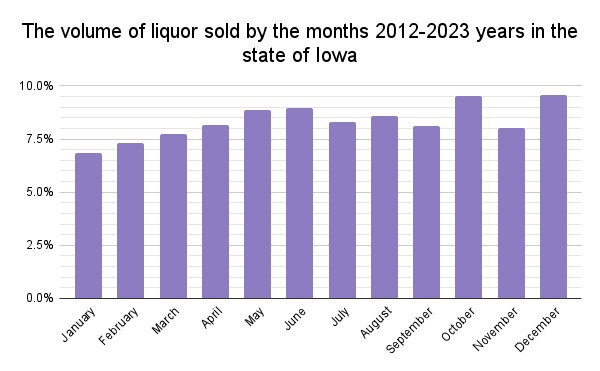 The volume of liquor sold by the months 2012-2023 years in the
state of Iowa
10.0%
7.5%
5.0%
2.5%
0.0%
January
February
March
April
May
June
July
August
September
October
November
December